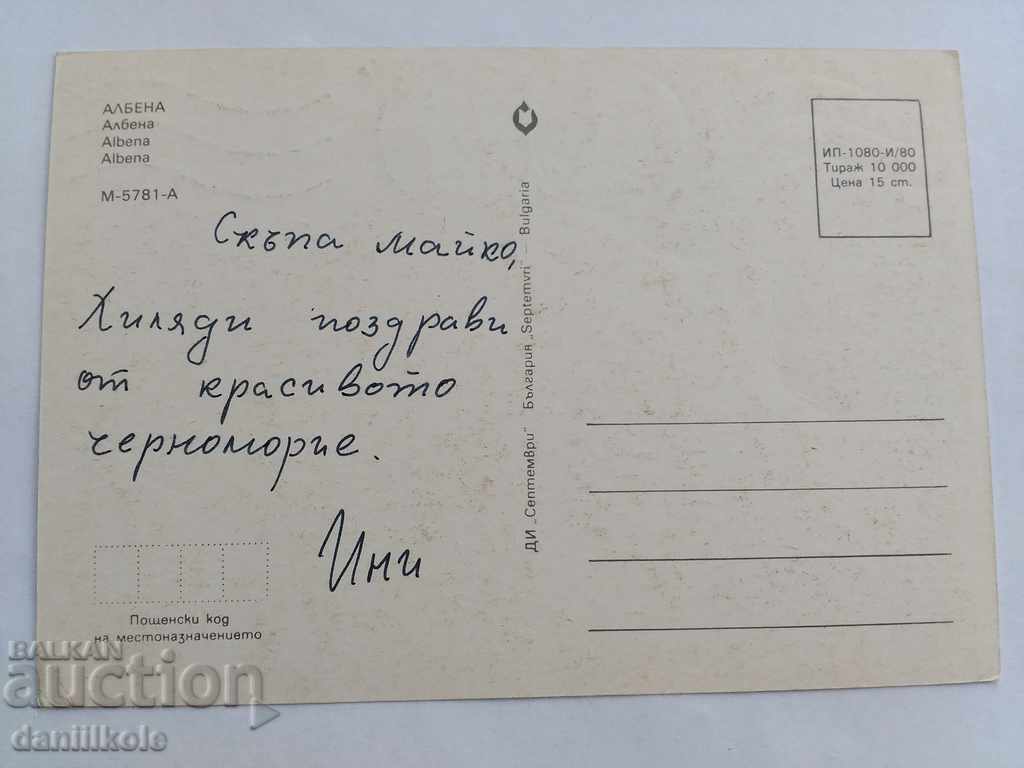 АЛБЕНА
Албена
Albena
Albena
М-5781-А
Скъпа майко,
Хиляди поздрави
от красивото
черноморие.
Ини
Пощенски код
на местоназначението
ДИ „Септември" България „Septemvri" — Bulgaria
ИП-1080-И/80
Тираж 10 000
Цена 15 ст.
BALKAN
auction
daniilkole